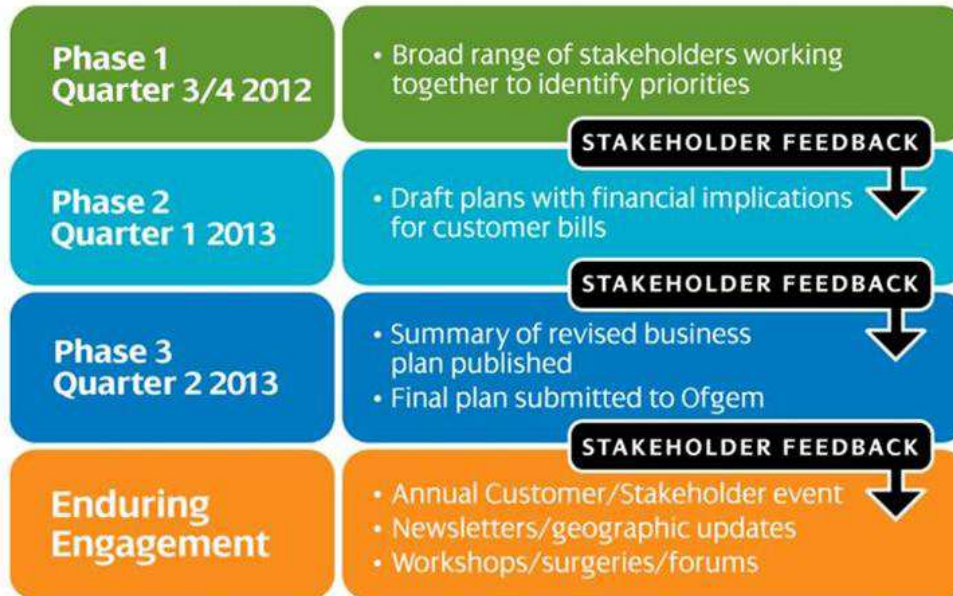 Phase 1
Quarter 3/4 2012
• Broad range of stakeholders working
together to identify priorities
STAKEHOLDER FEEDBACK
Phase 2
Quarter 1 2013
• Draft plans with financial implications
for customer bills
STAKEHOLDER FEEDBACK
Phase 3
Quarter 2 2013
• Summary of revised business
plan published
• Final plan submitted to Ofgem
STAKEHOLDER FEEDBACK
Enduring
Engagement
• Annual Customer/Stakeholder event
• Newsletters/geographic updates
• Workshops/surgeries/forums